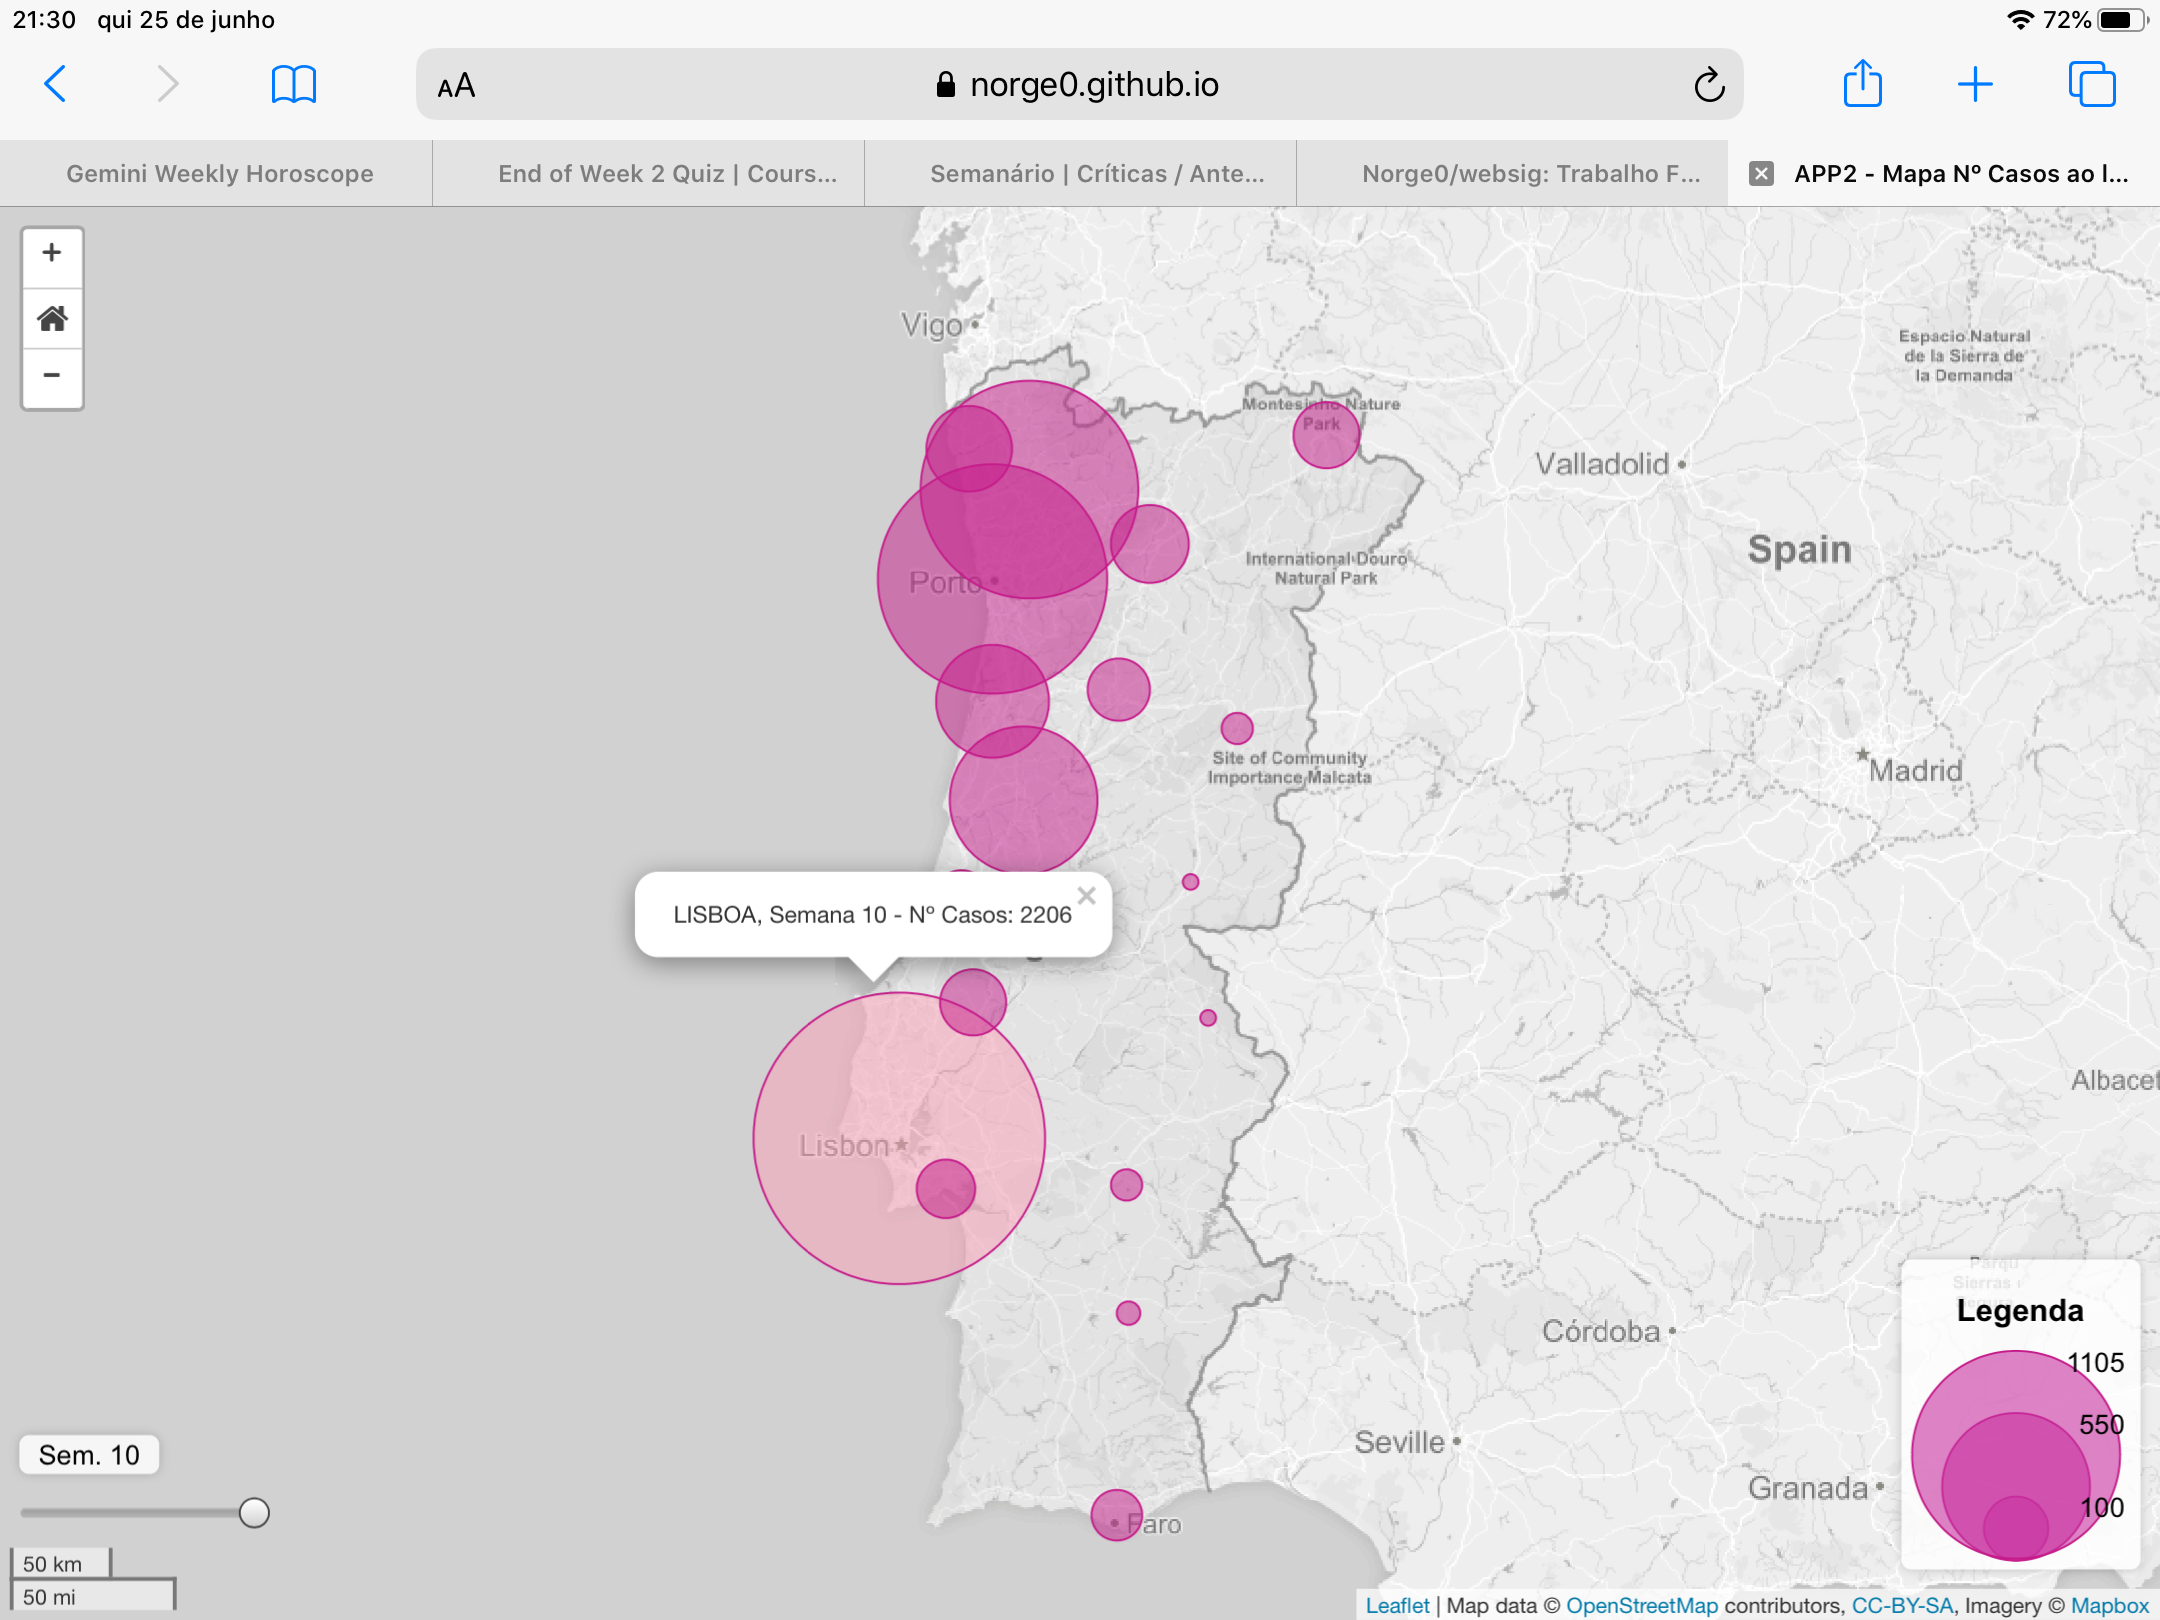 21:30 qui 25 de junho 72%
AA norge0.github.io
Gemini Weekly Horoscope
End of Week 2 Quiz | Cours...
Semanário | Críticas / Ante...
Norge0/websig: Trabalho F...
APP2 - Mapa Nº Casos ao l...
+
−
Vigo
Espacio Natural
de la Sierra de
la Demanda
Montesinho Nature
Park
Valladolid
Spain
International Douro
Natural Park
Porto
Site of Community
Importance Malcata
Madrid
LISBOA, Semana 10 - Nº Casos: 2206
×
Albacet
Lisbon
Córdoba
Seville
Granada
Faro
Parqu
Sierras
Legenda
1105
550
100
Sem. 10
50 km
50 mi
Leaflet | Map data © OpenStreetMap contributors, CC-BY-SA, Imagery © Mapbox